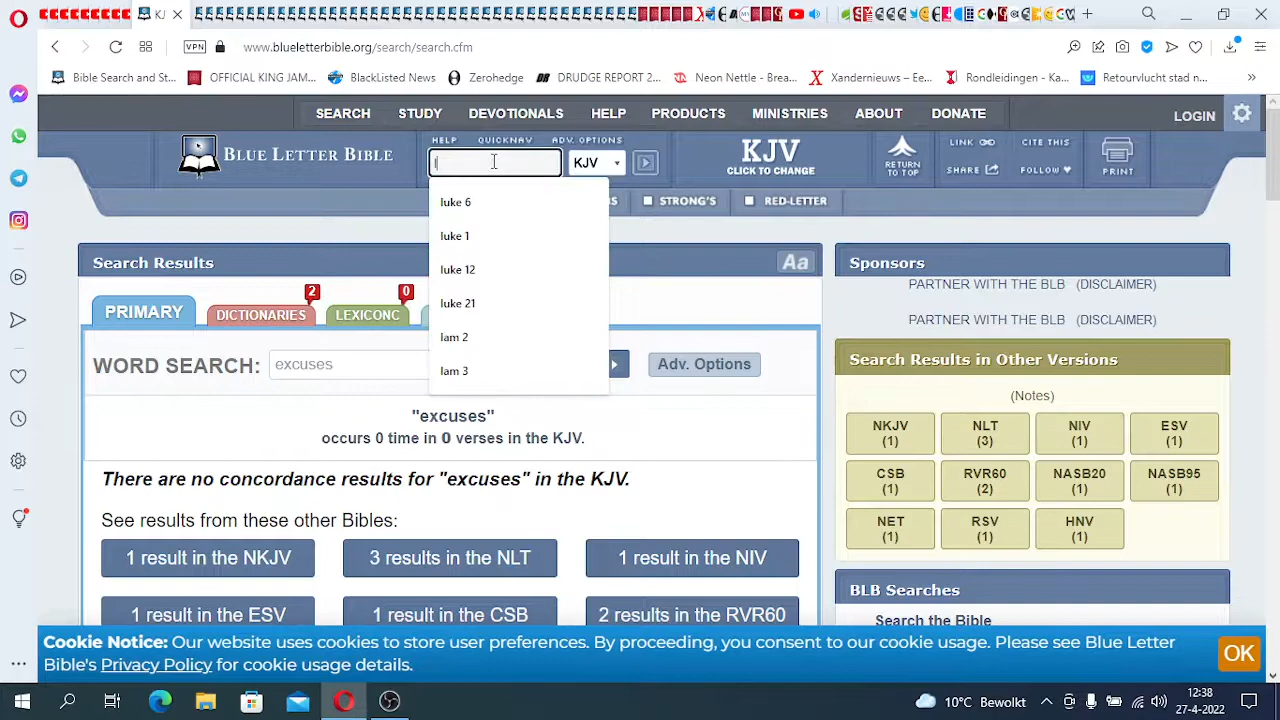 KJ
www.blueletterbible.org/search/search.cfm
VPN
Bible Search and St...
OFFICIAL KING JAM...
BlackListed News
Zerohedge
DRUDGE REPORT 2...
Neon Nettle - Brea...
Xandernieuws – Ee...
Rondleidingen - Ka...
Retourvlucht stad n...
SEARCH
STUDY
DEVOTIONALS
HELP
PRODUCTS
MINISTRIES
ABOUT
DONATE
LOGIN
BLUE LETTER BIBLE
HELP
QUICKNAV
ADV. OPTIONS
l
KJV
KJV
CLICK TO CHANGE
RETURN
TO TOP
LINK
CITE THIS
SHARE
FOLLOW
PRINT
STRONG'S
RED-LETTER
luke 6
luke 1
luke 12
luke 21
lam 2
lam 3
Search Results
Aa
PRIMARY
DICTIONARIES
2
LEXICONC
0
WORD SEARCH:
excuses
Adv. Options
"excuses"
occurs 0 time in 0 verses in the KJV.
There are no concordance results for "excuses" in the KJV.
See results from these other Bibles:
1 result in the NKJV
3 results in the NLT
1 result in the NIV
1 result in the ESV
1 result in the CSB
2 results in the RVR60
Sponsors
PARTNER WITH THE BLB (DISCLAIMER)
PARTNER WITH THE BLB (DISCLAIMER)
Search Results in Other Versions
(Notes)
NKJV
(1)
NLT
(3)
NIV
(1)
ESV
(1)
CSB
(1)
RVR60
(2)
NASB20
(1)
NASB95
(1)
NET
(1)
RSV
(1)
HNV
(1)
BLB Searches
Search the Bible
Cookie Notice: Our website uses cookies to store user preferences. By proceeding, you consent to our cookie usage. Please see Blue Letter
Bible's Privacy Policy for cookie usage details.
OK
10°C Bewolkt
12:38
27-4-2022